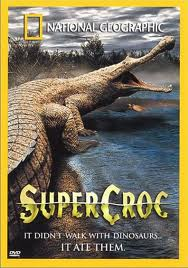 NATIONAL GEOGRAPHIC
SUPERCROC
IT DIDN'T WALK WITH DINOSAURS...
IT ATE THEM.
DVD